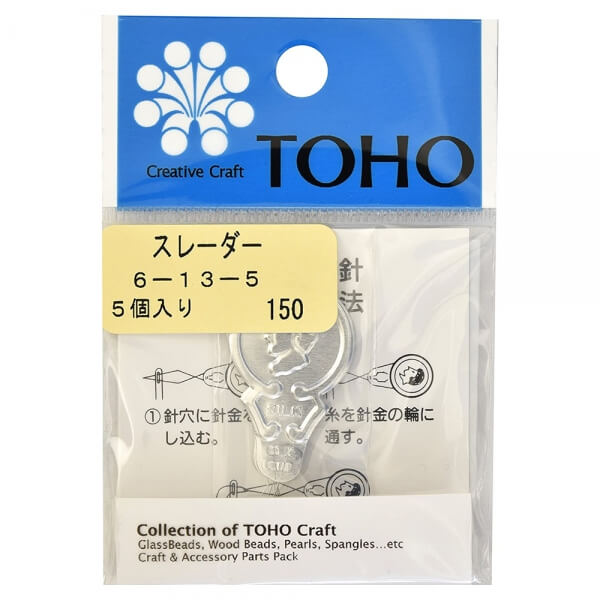 Creative Craft
TOHO
スレーダー
6-13-5
5個入り 150
針
法
①針穴に針金を
し込む。
糸を針金の輪に
通す。
Collection of TOHO Craft
GlassBeads, Wood Beads, Pearls, Spangles...etc
Craft & Accessory Parts Pack